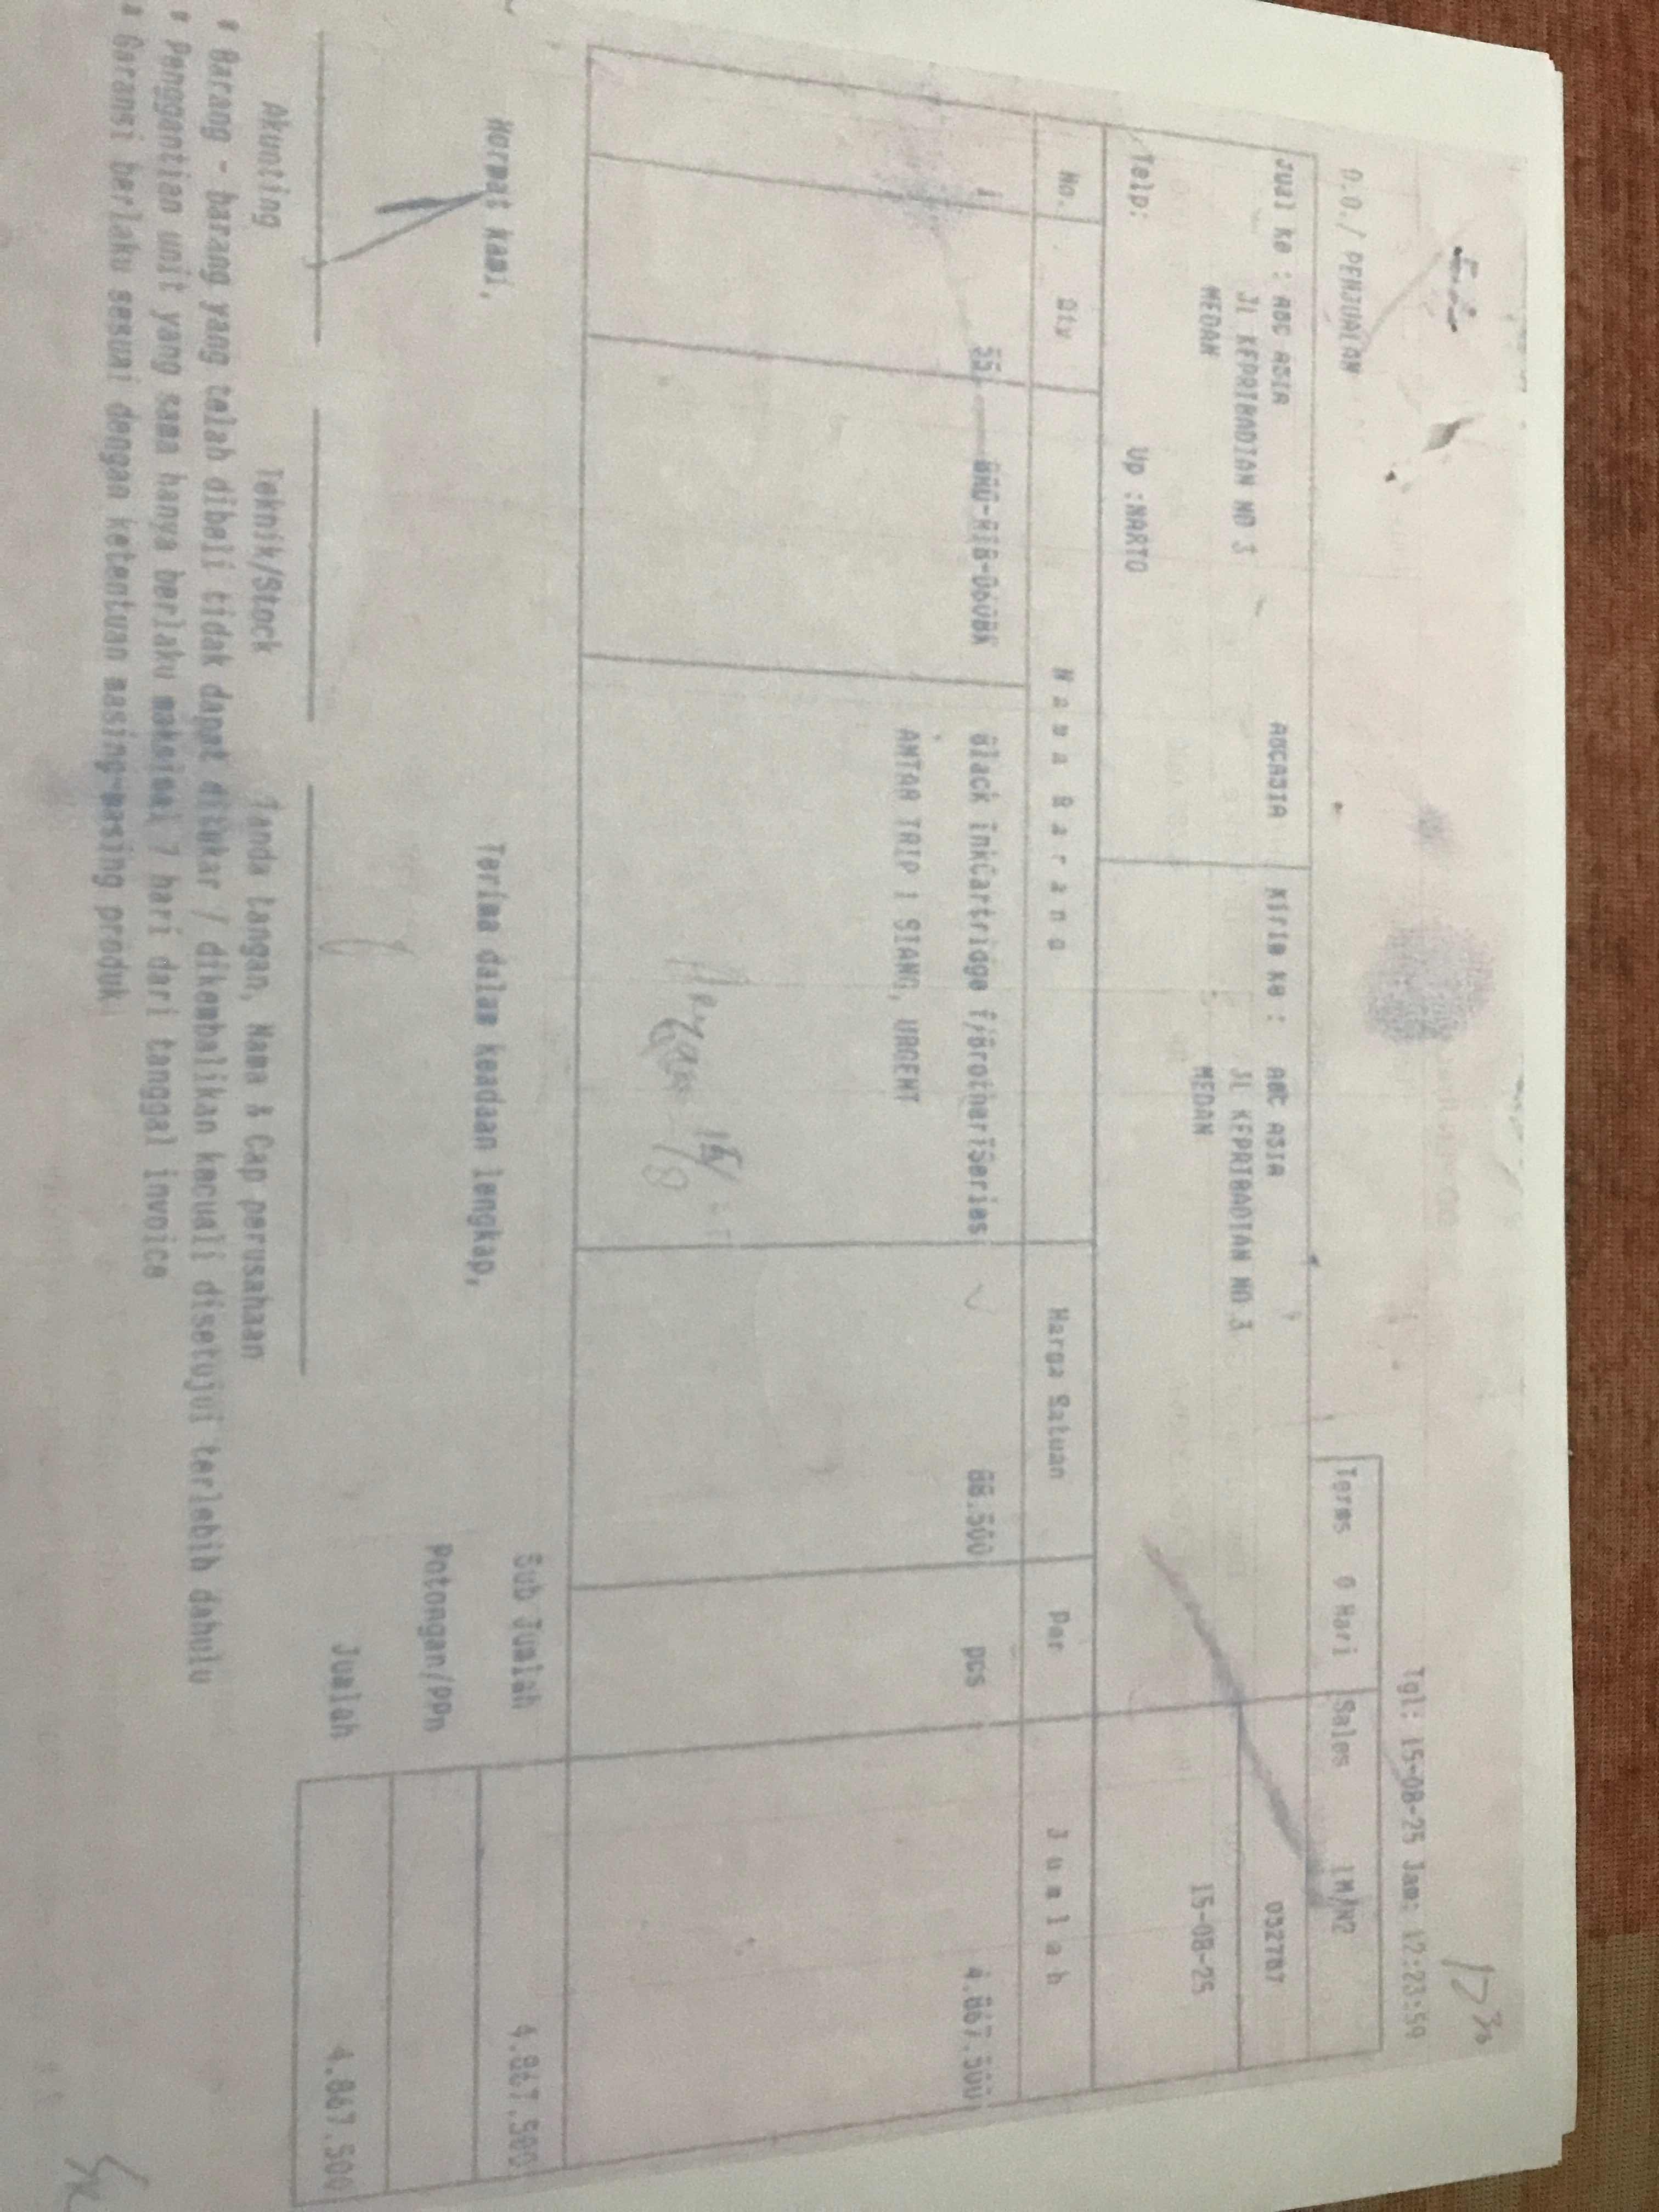 Tgl: 15-08-25 Jam: 12:23:59
D.O./ PENJUALAN
Terms 0 Hari Sales
Jual ke : ABC ASIA ABCASIA
JL KEPRIBADIAN NO 3
MEDAN
Telp: Up :NARTO
Kirim ke : ABC ASIA
JL KEPRIBADIAN NO 3
MEDAN
032787
15-08-25
No. Qty Nama Barang Harga Satuan Per Jumlah
1 55 Black InkCartridge f/BrotheriSeries 88.500 pcs 4.867.500
ANTAR TRIP 1 SIANG, URGENT
Hormat kami, Terima dalam keadaan lengkap,
Sub Jumlah 4.867.500
Potongan/PPn
Jumlah 4.867.500
Akunting Teknik/Stock Tanda tangan, Nama & Cap perusahaan
* Barang - barang yang telah dibeli tidak dapat ditukar / dikembalikan kecuali disetujui terlebih dahulu
* Penggantian unit yang sama hanya berlaku maksimal 7 hari dari tanggal invoice
* Garansi berlaku sesuai dengan ketentuan masing-masing produk